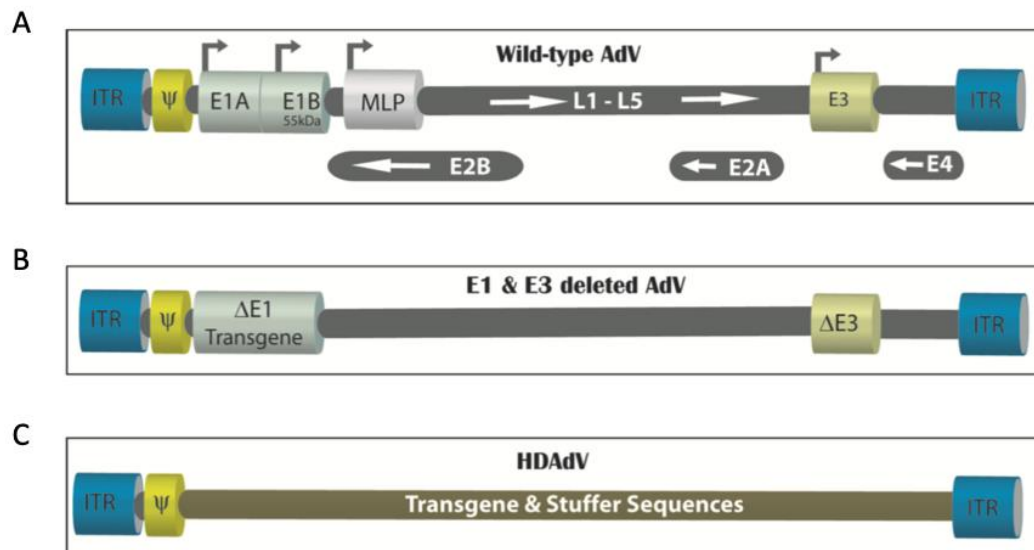 A
Wild-type AdV
ITR ψ E1A E1B MLP L1 - L5 E3 ITR
55kDa
E2B E2A E4
B
E1 & E3 deleted AdV
ITR ψ ΔE1 ΔE3 ITR
Transgene
C
HDAdV
ITR ψ Transgene & Stuffer Sequences ITR